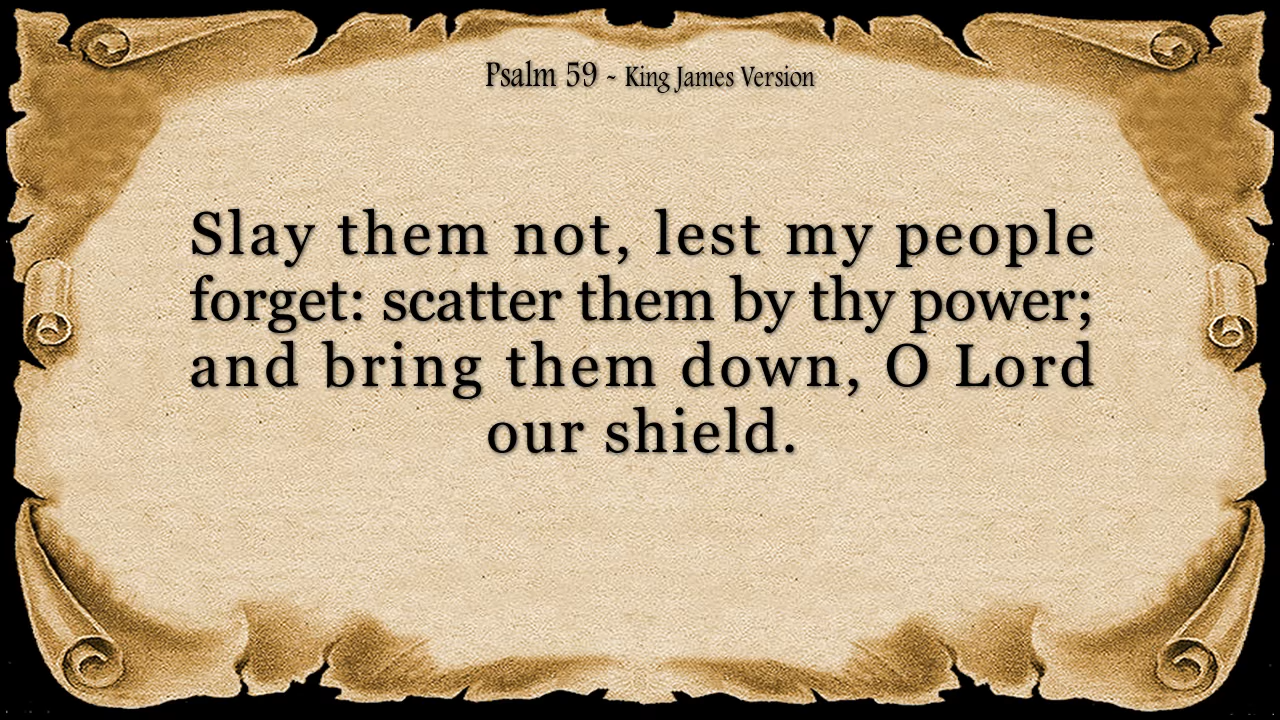 Psalm 59 ~ King James Version
Slay them not, lest my people
forget: scatter them by thy power;
and bring them down, O Lord
our shield.